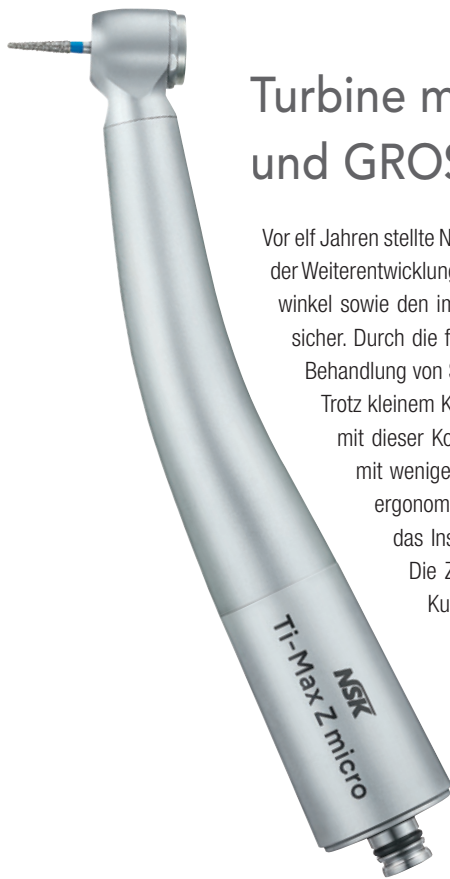 Turbine m
und GROS
Vor elf Jahren stellte N
der Weiterentwicklung
winkel sowie den im
sicher. Durch die f
Behandlung von S
Trotz kleinem K
mit dieser Ko
mit wenige
ergonom
das Ins
Die Z
Ku
NSK
Ti-Max Z micro